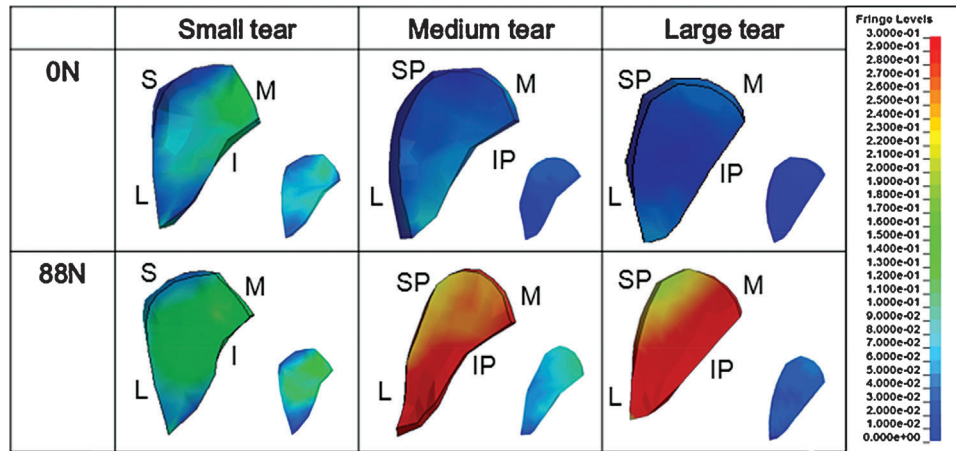 Small tear
Medium tear
Large tear
0N
S
M
I
L
SP
M
IP
L
SP
M
IP
L
88N
S
M
I
L
SP
M
IP
L
SP
M
IP
L
Fringe Levels
3.000e-01
2.900e-01
2.700e-01
2.600e-01
2.500e-01
2.400e-01
2.300e-01
2.200e-01
2.100e-01
2.000e-01
1.900e-01
1.800e-01
1.700e-01
1.600e-01
1.500e-01
1.400e-01
1.300e-01
1.200e-01
1.100e-01
1.000e-01
9.000e-02
8.000e-02
7.000e-02
6.000e-02
5.000e-02
4.000e-02
3.000e-02
2.000e-02
1.000e-02
0.000e+00